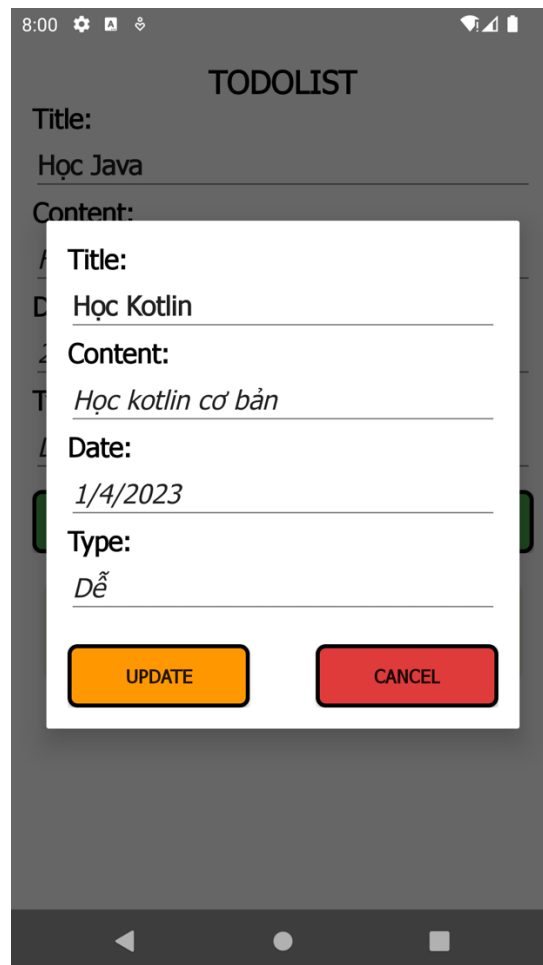 8:00
TODOLIST
Title:
Học Java
Content:
Title:
Học Kotlin
Content:
Học kotlin cơ bản
Date:
1/4/2023
Type:
Dễ
UPDATE
CANCEL